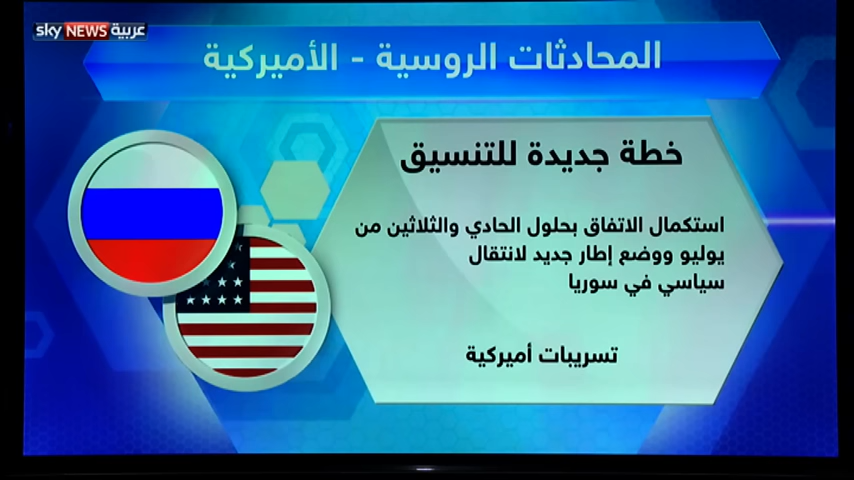 sky NEWS عربية
المحادثات الروسية - الأميركية
خطة جديدة للتنسيق
استكمال الاتفاق بحلول الحادي والثلاثين من
يوليو ووضع إطار جديد لانتقال
سياسي في سوريا
تسريبات أميركية